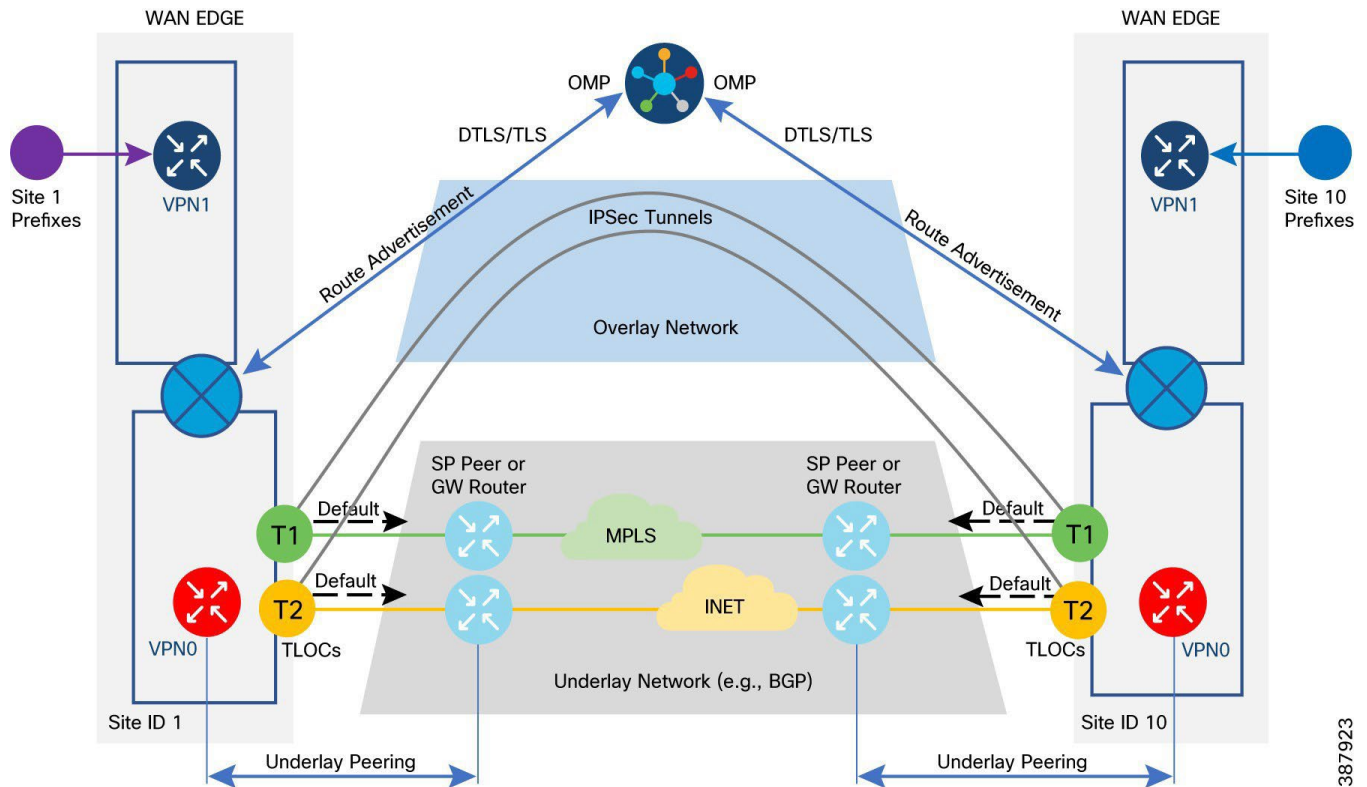 WAN EDGE
WAN EDGE
OMP
OMP
DTLS/TLS
DTLS/TLS
Site 1
Prefixes
VPN1
VPN1
Site 10
Prefixes
Route Advertisement
Route Advertisement
IPSec Tunnels
Overlay Network
SP Peer or
GW Router
SP Peer or
GW Router
T1
Default
MPLS
Default
T1
T2
Default
INET
Default
T2
VPN0
TLOCs
TLOCs
VPN0
Underlay Network (e.g., BGP)
Site ID 1
Site ID 10
Underlay Peering
Underlay Peering
387923